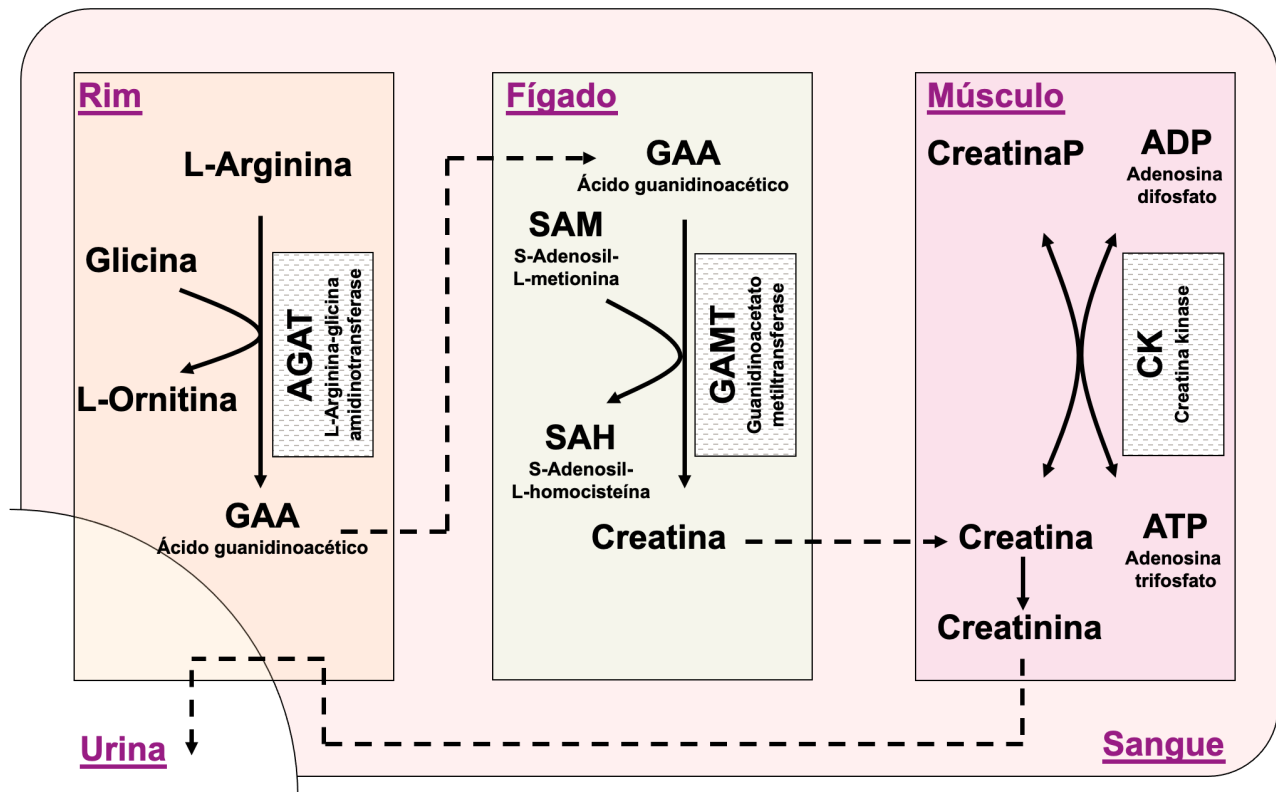 Rim
L-Arginina
Glicina
AGAT
L-Arginina-glicina
amidinotransferase
L-Ornitina
GAA
Ácido guanidinoacético
Fígado
GAA
Ácido guanidinoacético
SAM
S-Adenosil-
L-metionina
GAMT
Guanidinoacetato
metiltransferase
SAH
S-Adenosil-
L-homocisteína
Creatina
Músculo
CreatinaP
ADP
Adenosina
difosfato
CK
Creatina kinase
Creatina
ATP
Adenosina
trifosfato
Creatinina
Urina
Sangue